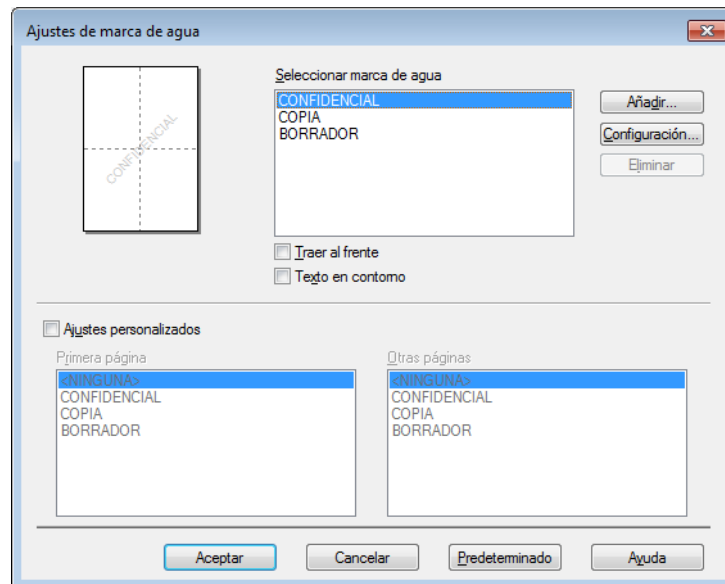 Ajustes de marca de agua
CONFIDENCIAL
Seleccionar marca de agua
CONFIDENCIAL
COPIA
BORRADOR
Añadir...
Configuración...
Eliminar
Traer al frente
Texto en contorno
Ajustes personalizados
Primera página
<NINGUNA>
CONFIDENCIAL
COPIA
BORRADOR
Otras páginas
<NINGUNA>
CONFIDENCIAL
COPIA
BORRADOR
Aceptar
Cancelar
Predeterminado
Ayuda